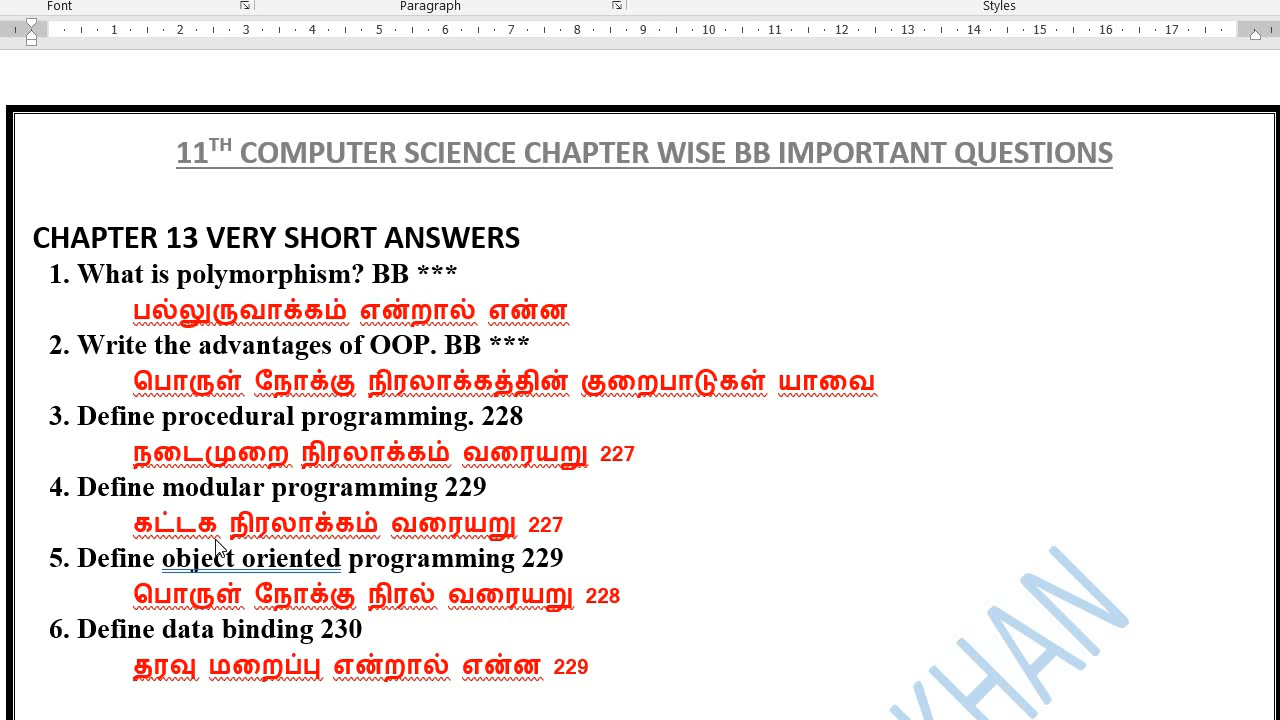 Font Paragraph Styles
1 2 3 4 5 6 7 8 9 10 11 12 13 14 15 16 17
11TH COMPUTER SCIENCE CHAPTER WISE BB IMPORTANT QUESTIONS
CHAPTER 13 VERY SHORT ANSWERS
1. What is polymorphism? BB ***
பல்லுருவாக்கம் என்றால் என்ன
2. Write the advantages of OOP. BB ***
பொருள் நோக்கு நிரலாக்கத்தின் குறைபாடுகள் யாவை
3. Define procedural programming. 228
நடைமுறை நிரலாக்கம் வரையறு 227
4. Define modular programming 229
கட்டக நிரலாக்கம் வரையறு 227
5. Define object oriented programming 229
பொருள் நோக்கு நிரல் வரையறு 228
6. Define data binding 230
தரவு மறைப்பு என்றால் என்ன 229
KHAN